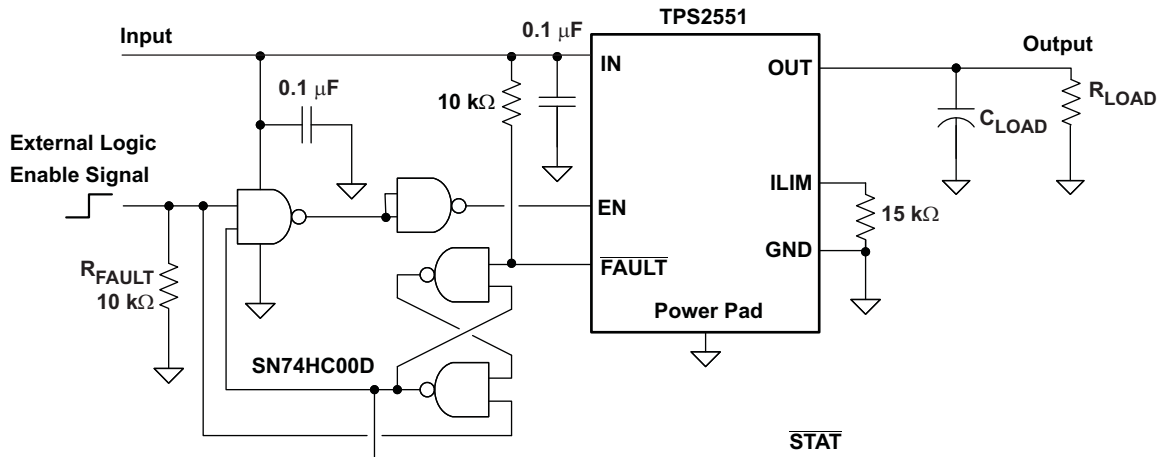 TPS2551
Input
0.1 μF
IN
OUT
Output
0.1 μF
10 kΩ
R_LOAD
C_LOAD
External Logic
Enable Signal
ILIM
EN
15 kΩ
GND
R_FAULT
10 kΩ
FAULT
Power Pad
SN74HC00D
STAT